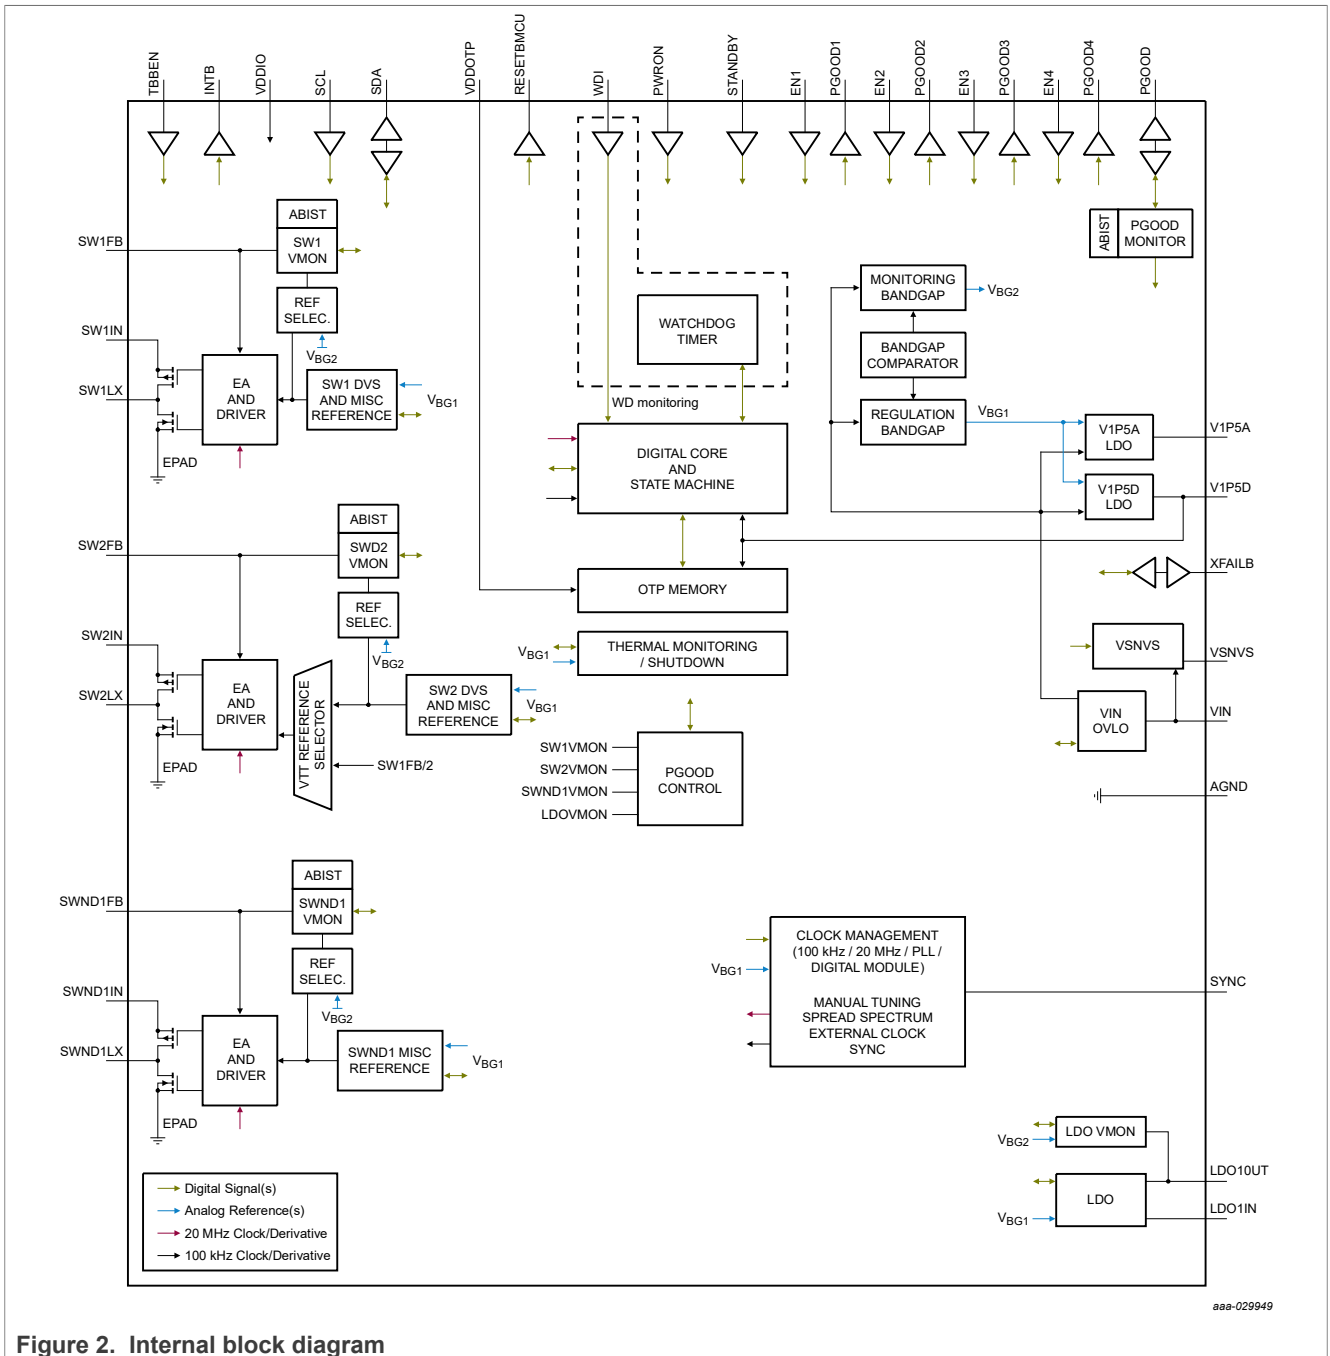 TBBEN
INTB
VDDIO
SCL
SDA
VDDOTP
RESETBMCU
WDI
PWRON
STANDBY
EN1
PGOOD1
EN2
PGOOD2
EN3
PGOOD3
EN4
PGOOD4
PGOOD
ABIST
PGOOD
MONITOR
SW1FB
ABIST
SW1
VMON
REF
SELEC.
VBG2
SW1IN
SW1LX
EA
AND
DRIVER
SW1 DVS
AND MISC
REFERENCE
VBG1
EPAD
WATCHDOG
TIMER
WD monitoring
DIGITAL CORE
AND
STATE MACHINE
MONITORING
BANDGAP
VBG2
BANDGAP
COMPARATOR
REGULATION
BANDGAP
VBG1
V1P5A
LDO
V1P5A
V1P5D
LDO
V1P5D
SW2FB
ABIST
SWD2
VMON
REF
SELEC.
VBG2
SW2IN
SW2LX
EA
AND
DRIVER
VTT REFERENCE
SELECTOR
SW2 DVS
AND MISC
REFERENCE
VBG1
SW1FB/2
EPAD
OTP MEMORY
VBG1
THERMAL MONITORING
/ SHUTDOWN
SW1VMON
SW2VMON
SWND1VMON
LDOVMON
PGOOD
CONTROL
XFAILB
VSNVS
VSNVS
VIN
OVLO
VIN
AGND
SWND1FB
ABIST
SWND1
VMON
REF
SELEC.
VBG2
SWND1IN
SWND1LX
EA
AND
DRIVER
SWND1 MISC
REFERENCE
VBG1
EPAD
VBG1
CLOCK MANAGEMENT
(100 kHz / 20 MHz / PLL /
DIGITAL MODULE)
MANUAL TUNING
SPREAD SPECTRUM
EXTERNAL CLOCK
SYNC
SYNC
VBG2
LDO VMON
VBG1
LDO
LDO10UT
LDO1IN
Digital Signal(s)
Analog Reference(s)
20 MHz Clock/Derivative
100 kHz Clock/Derivative
aaa-029949
Figure 2. Internal block diagram